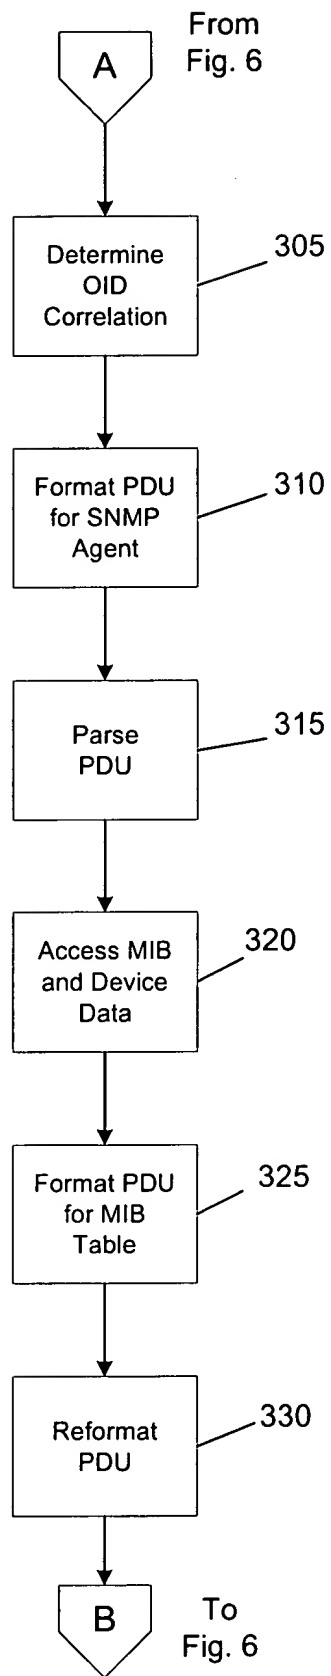 From
Fig. 6
A
Determine
OID
Correlation
305
Format PDU
for SNMP
Agent
310
Parse
PDU
315
Access MIB
and Device
Data
320
Format PDU
for MIB
Table
325
Reformat
PDU
330
B
To
Fig. 6